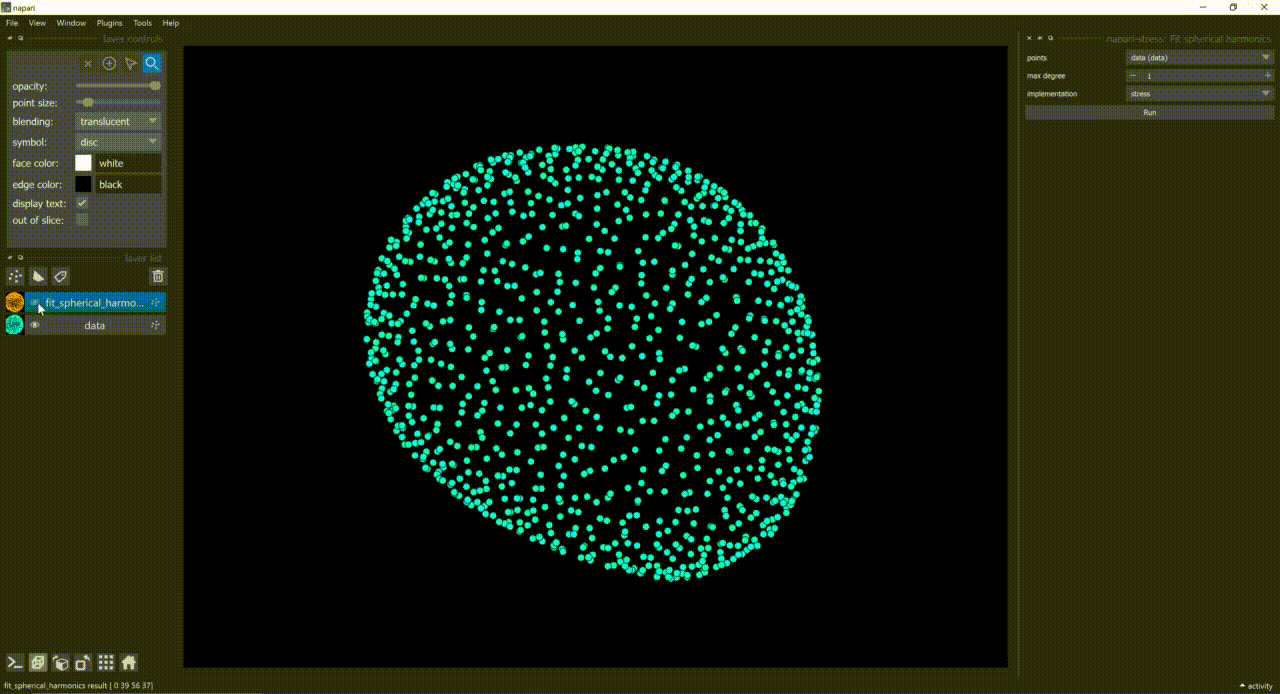 napari
File View Window Plugins Tools Help
layer controls
opacity:
point size:
blending: translucent
symbol: disc
face color: white
edge color: black
display text:
out of slice:
layer list
fit_spherical_harmo...
data
fit_spherical_harmonics result [ 0 39 56 37]
napari-stress: Fit spherical harmonics
points data (data)
max degree 1
implementation stress
Run
activity